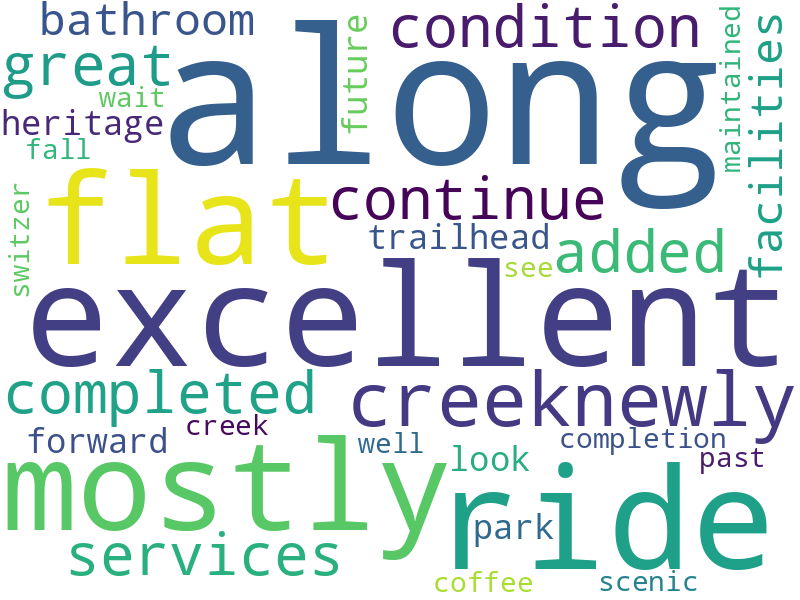 bathroom
condition
future
maintained
facilities
great
along
wait
heritage
fall
flat
continue
switzer
trailhead
added
see
excellent
completed
creeknewly
creek
forward
well
completion
mostly
look
past
ride
park
services
coffee
scenic